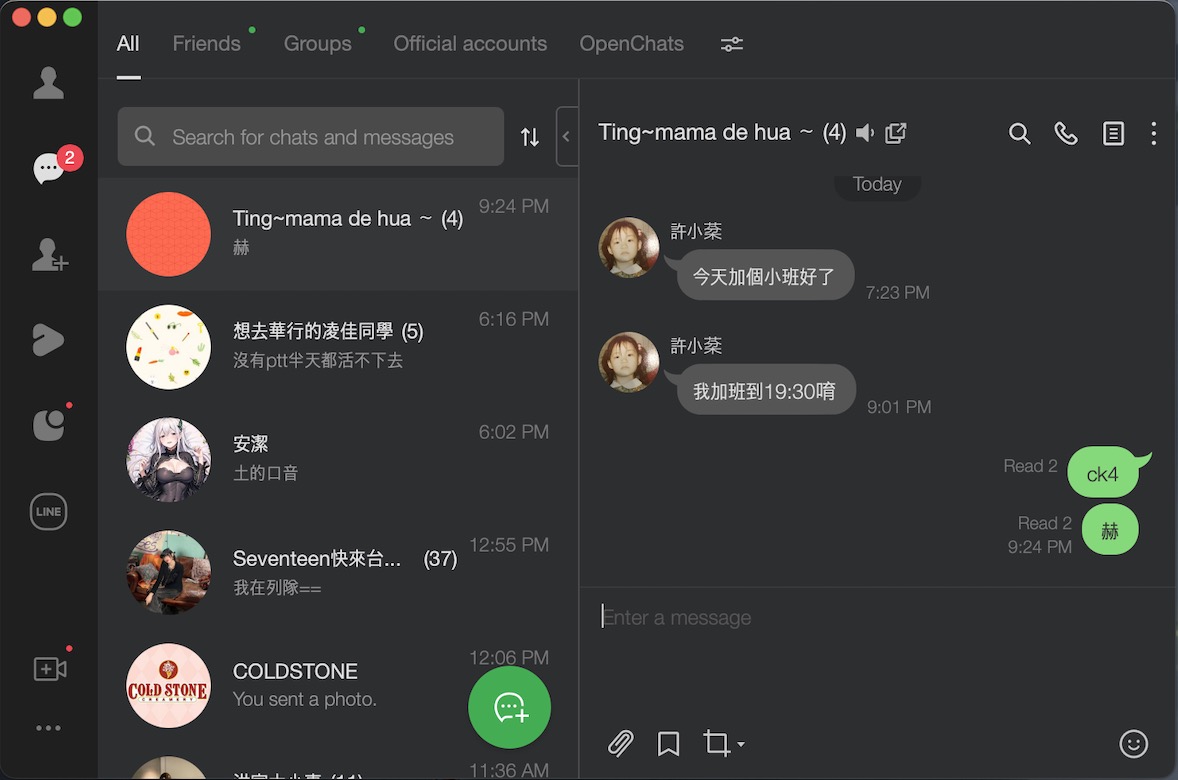 All
Friends
Groups
Official accounts
OpenChats
2
LINE
Search for chats and messages
Ting~mama de hua ~ (4)
9:24 PM
赫
想去華行的凌佳同學 (5)
6:16 PM
沒有ptt半天都活不下去
安潔
6:02 PM
土的口音
Seventeen快來台... (37)
12:55 PM
我在列隊==
COLD STONE
CREAMERY
COLDSTONE
12:06 PM
You sent a photo.
11:36 AM
Ting~mama de hua ~ (4)
Today
許小棻
今天加個小班好了
7:23 PM
許小棻
我加班到19:30唷
9:01 PM
Read 2
ck4
Read 2
9:24 PM
赫
Enter a message